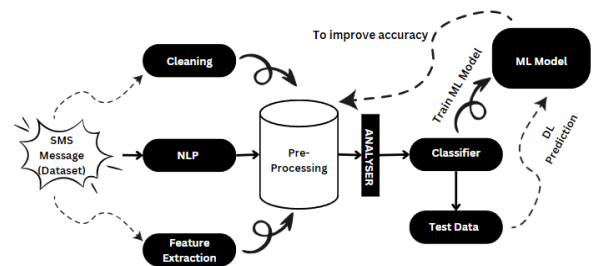 To improve accuracy
Cleaning
ML Model
Train ML Model
SMS
Message
(Dataset)
NLP
Pre-
Processing
ANALYSER
Classifier
DL
Prediction
Test Data
Feature
Extraction